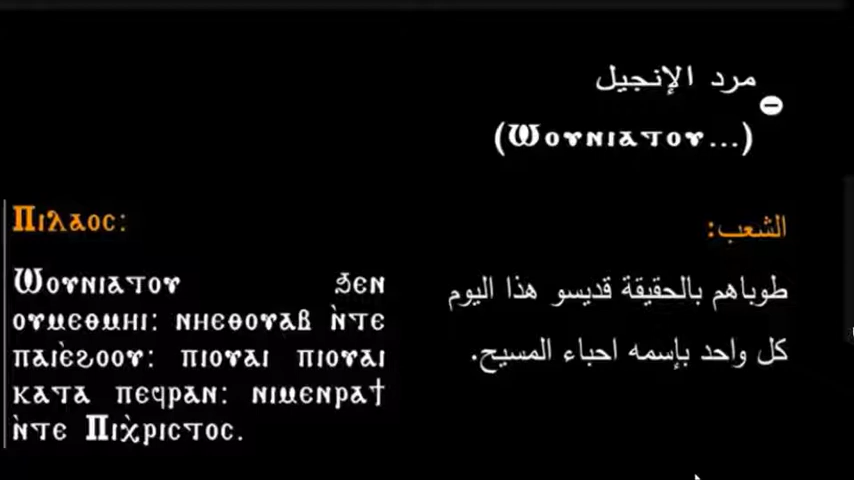 مرد الإنجيل
(Ⲱⲟⲩⲛⲓⲁⲧⲟⲩ...)
Ⲡⲓⲗⲁⲟⲥ:
Ⲱⲟⲩⲛⲓⲁⲧⲟⲩ ϧⲉⲛ
ⲟⲩⲙⲉⲑⲙⲏⲓ: ⲛⲏⲉⲑⲟⲩⲁⲃ ⲛ̀ⲧⲉ
ⲡⲁⲓⲉ̀ϩⲟⲟⲩ: ⲡⲓⲟⲩⲁⲓ ⲡⲓⲟⲩⲁⲓ
ⲕⲁⲧⲁ ⲡⲉϥⲣⲁⲛ: ⲛⲓⲙⲉⲛⲣⲁϯ
ⲛ̀ⲧⲉ Ⲡⲓⲭ̀ⲣⲓⲥⲧⲟⲥ.
الشعب:
طوباهم بالحقيقة قديسو هذا اليوم
كل واحد بإسمه احباء المسيح.